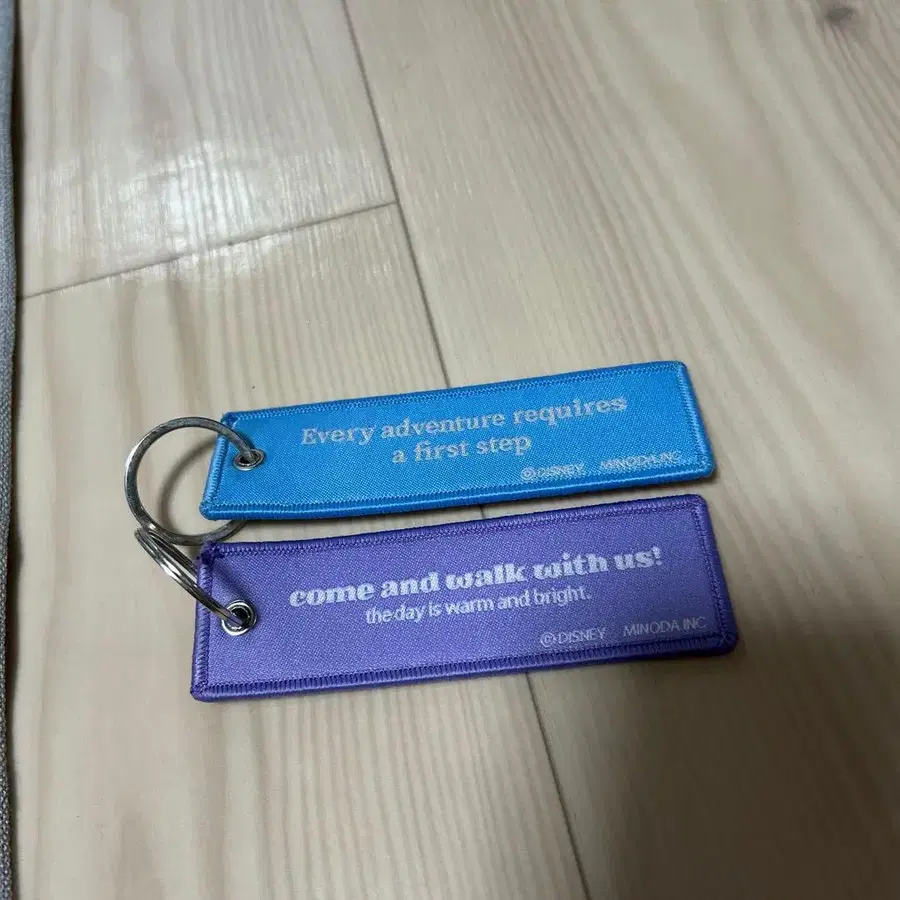 Every adventure requires
a first step
©DISNEY MINODA.INC
come and walk with us!
the day is warm and bright.
©DISNEY MINODA.INC